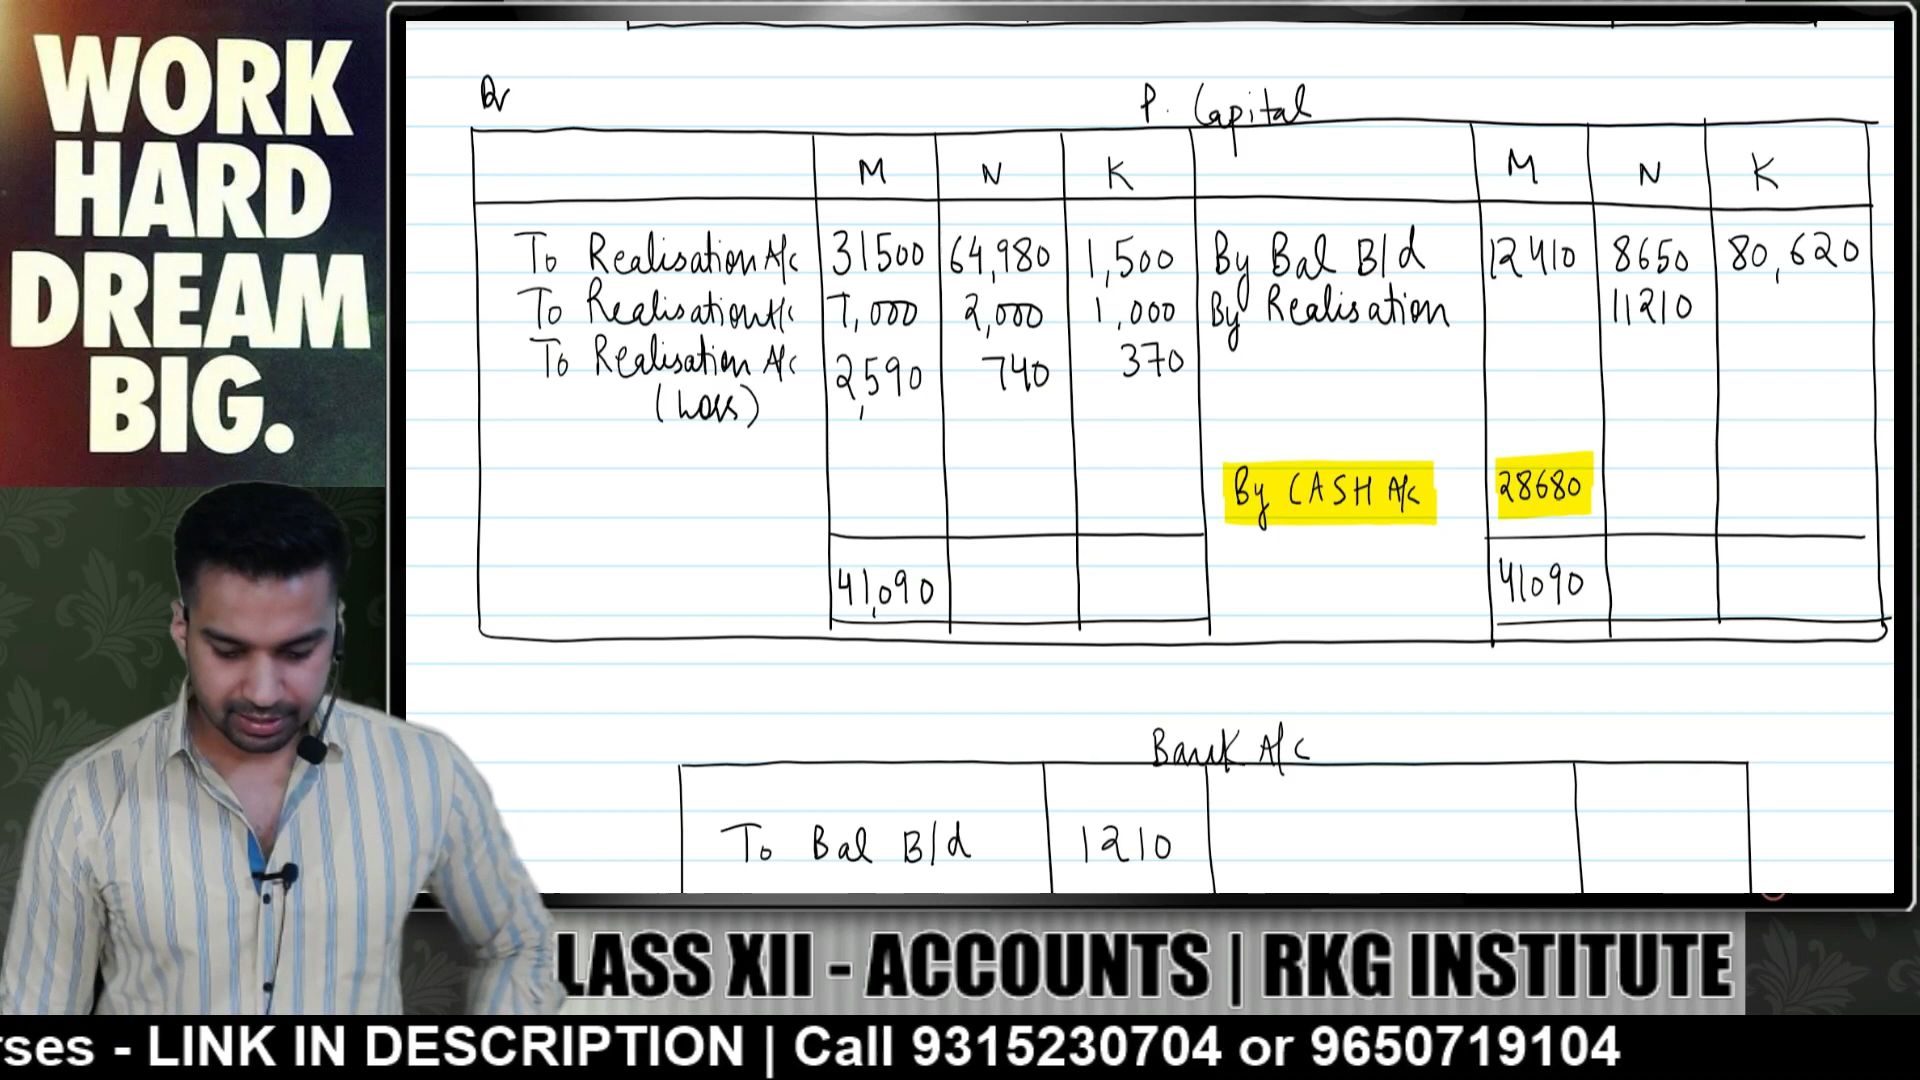 WORK
HARD
DREAM
BIG.
Dr P. Capital
M N K M N K
To Realisation A/c 31500 64,980 1,500 By Bal B/d 12410 8650 80,620
To Realisation A/c 7,000 2,000 1,000 By Realisation 11210
To Realisation A/c 2,590 740 370
(Loss)
By CASH A/c 28680
41,090 41090
Bank A/c
To Bal B/d 1210
LASS XII - ACCOUNTS | RKG INSTITUTE
rses - LINK IN DESCRIPTION | Call 9315230704 or 9650719104